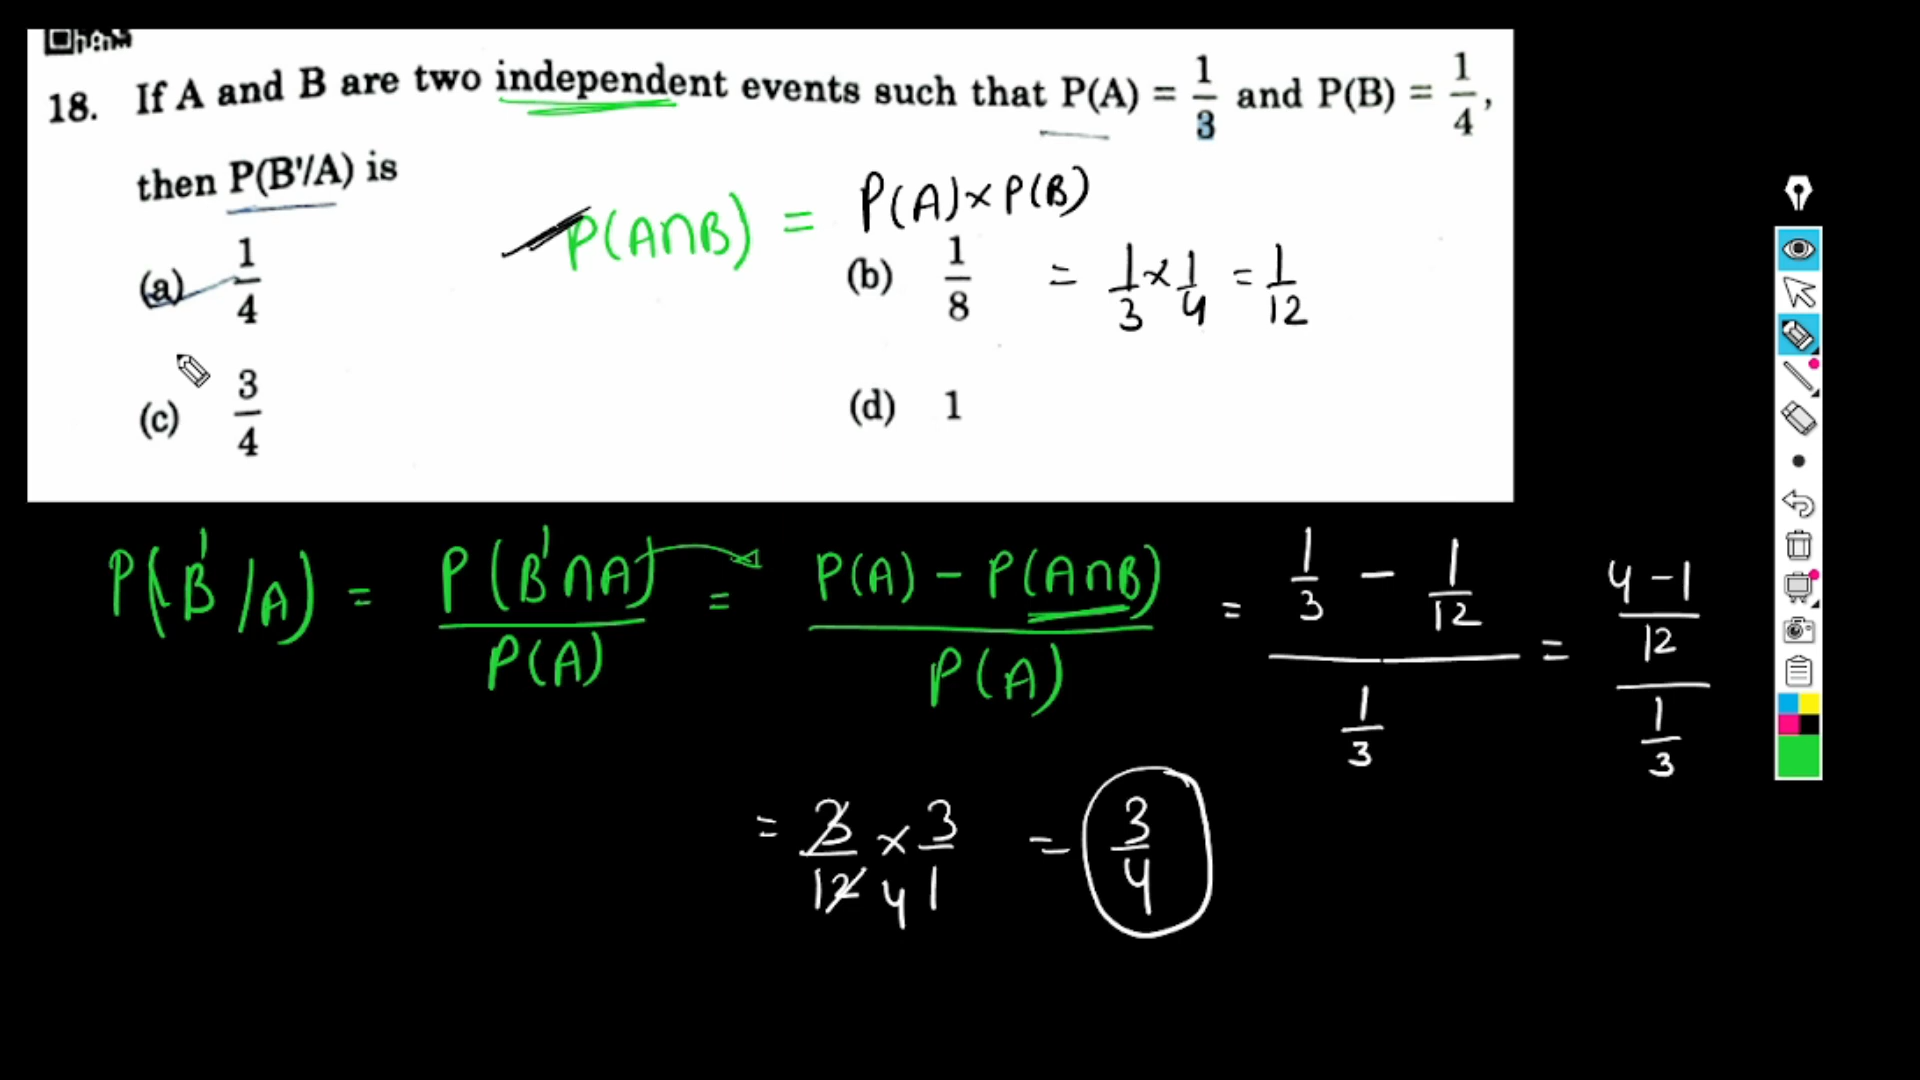 18. If A and B are two independent events such that P(A) = 1/3 and P(B) = 1/4,
then P(B'/A) is
P(A∩B) = P(A)×P(B)
(a) 1/4
(b) 1/8
= 1/3 × 1/4 = 1/12
(c) 3/4
(d) 1
P(B'/A) = P(B'∩A)/P(A) = (P(A) - P(A∩B))/P(A) = (1/3 - 1/12)/(1/3) = ((4-1)/12)/(1/3)
= 3/12 4 × 3/1 = 3/4